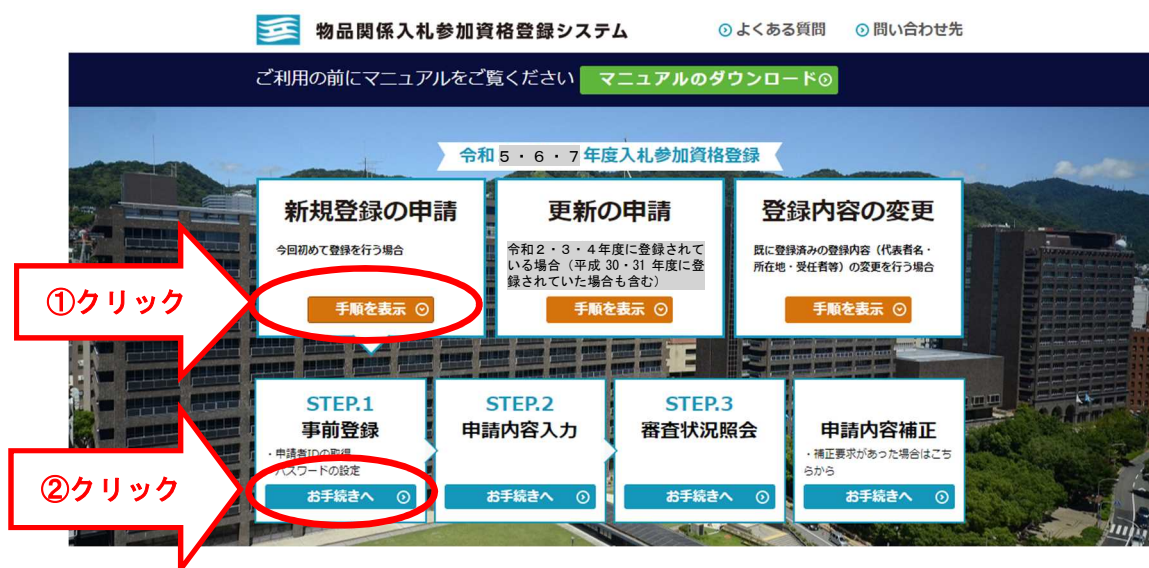 物品関係入札参加資格登録システム
よくある質問
問い合わせ先
ご利用の前にマニュアルをご覧ください
マニュアルのダウンロード
令和５・６・７年度入札参加資格登録
新規登録の申請
今回初めて登録を行う場合
手順を表示
更新の申請
令和２・３・４年度に登録されて
いる場合（平成 30・31 年度に登
録されていた場合も含む）
手順を表示
登録内容の変更
既に登録済みの登録内容（代表者名・
所在地・受任者等）の変更を行う場合
手順を表示
①クリック
STEP.1
事前登録
・申請者IDの取得
・パスワードの設定
お手続きへ
STEP.2
申請内容入力
お手続きへ
STEP.3
審査状況照会
お手続きへ
申請内容補正
・補正要求があった場合はこち
らから
お手続きへ
②クリック